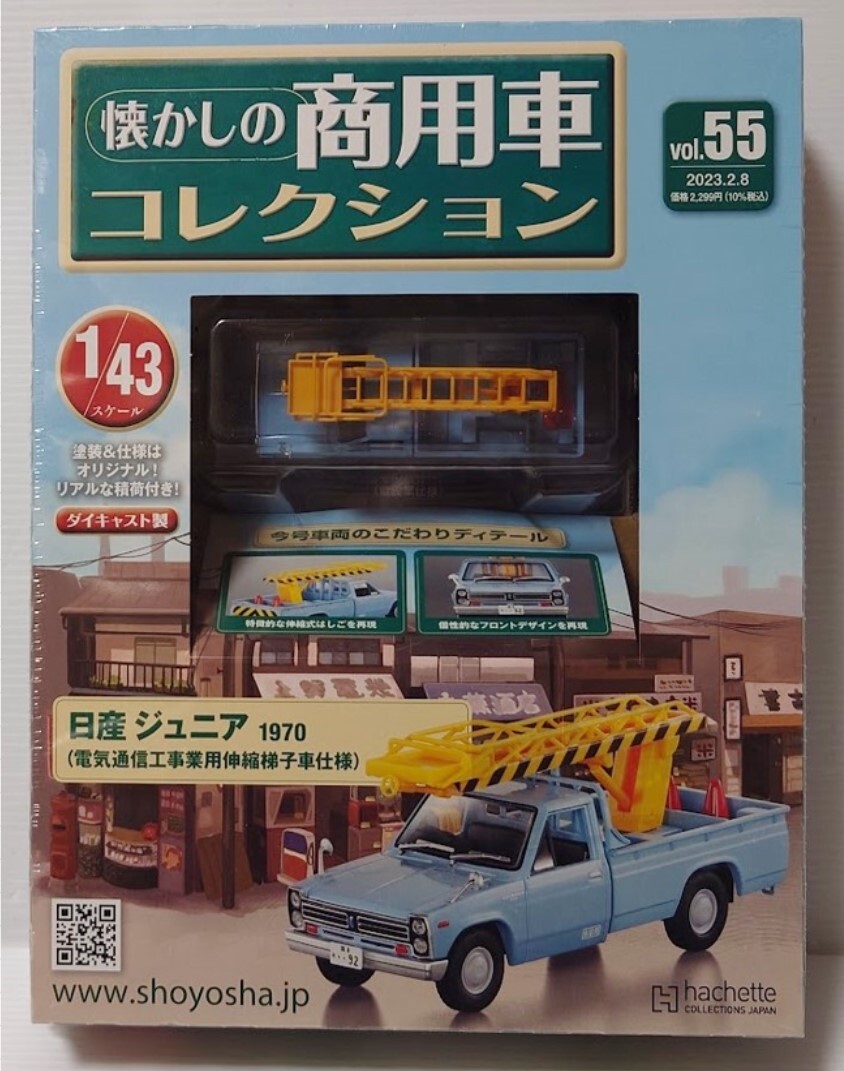 懐かしの商用車
コレクション
vol.55
2023.2.8
価格2,299円(10%税込)
1/43
スケール
塗装&仕様は
オリジナル!
リアルな積荷付き!
ダイキャスト製
今号車両のこだわりディテール
特徴的な伸縮式はしごを再現
個性的なフロントデザインを再現
日産 ジュニア 1970
(電気通信工事業用伸縮梯子車仕様)
米
92
www.shoyosha.jp
hachette
COLLECTIONS JAPAN